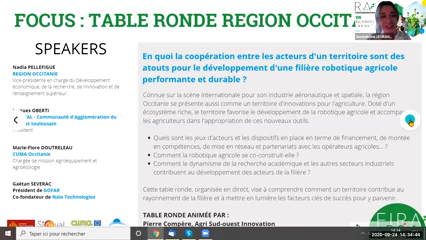 FOCUS : TABLE RONDE REGION OCCITA
SPEAKERS
Nadia PELLEFIGUE
REGION OCCITANIE
Vice-présidente en charge du Développement
économique, de la recherche, de l'innovation et de
l'enseignement supérieur
ques OBERTI
AL - Communauté d'Agglomération du
t toulousain
sident
Marie-Flore DOUTRELEAU
CUMA Occitanie
Chargée de mission Agroéquipement et
Agroécologie
Gaëtan SEVERAC
Président de GOFAR
Co-fondateur de Naïo Technologies
En quoi la coopération entre les acteurs d'un territoire sont des
atouts pour le développement d'une filière robotique agricole
performante et durable ?
Connue sur la scène internationale pour son industrie aéronautique et spatiale, la région
Occitanie se présente aussi comme un territoire d'innovations pour l'agriculture. Doté d'un
écosystème riche, le territoire favorise le développement de la robotique agricole et accompa
les agriculteurs dans l'appropriation de ces nouveaux outils.
• Quels sont les jeux d'acteurs et les dispositifs en place en terme de financement, de montée
en compétences, de mise en réseau et partenariats avec les opérateurs agricoles... ?
• Comment la robotique agricole se co-construit-elle ?
• Comment le dynamisme de la recherche académique et les autres secteurs industriels
contribuent au développement des acteurs de la filière ?
Cette table ronde, organisée en direct, vise à comprendre comment un territoire contribue au
rayonnement de la filière et à mettre en lumière les facteurs clés de succès pour y parvenir.
TABLE RONDE ANIMÉE PAR :
Pierre Compère, Agri Sud-ouest Innovation
FIRA
Taper ici pour rechercher
2020-09-24 14:34:44